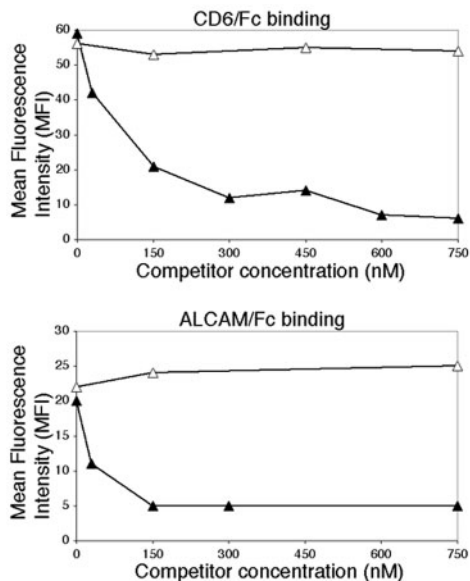 CD6/Fc binding
Mean Fluorescence
Intensity (MFI)
60
50
40
30
20
10
0
0 150 300 450 600 750
Competitor concentration (nM)
ALCAM/Fc binding
Mean Fluorescence
Intensity (MFI)
30
25
20
15
10
5
0
0 150 300 450 600 750
Competitor concentration (nM)